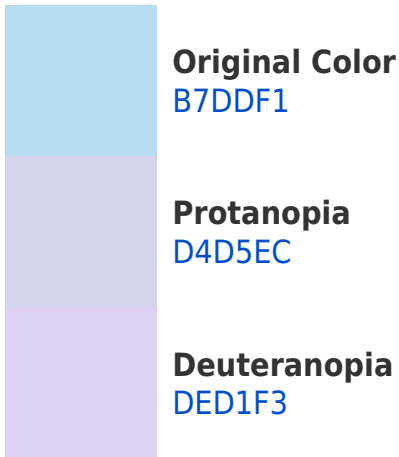 Original Color
B7DDF1
Protanopia
D4D5EC
Deuteranopia
DED1F3